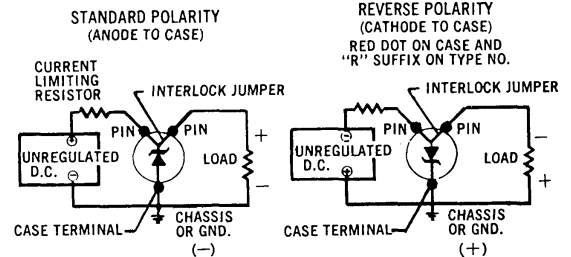 STANDARD POLARITY
(ANODE TO CASE)
CURRENT
LIMITING
RESISTOR
INTERLOCK JUMPER
PIN
PIN
+
UNREGULATED
D.C.
LOAD
−
+
−
CASE TERMINAL
CHASSIS
OR GND.
(−)
REVERSE POLARITY
(CATHODE TO CASE)
RED DOT ON CASE AND
"R" SUFFIX ON TYPE NO.
INTERLOCK JUMPER
PIN
PIN
−
UNREGULATED
D.C.
LOAD
+
−
+
CASE TERMINAL
CHASSIS
OR GND.
(+)